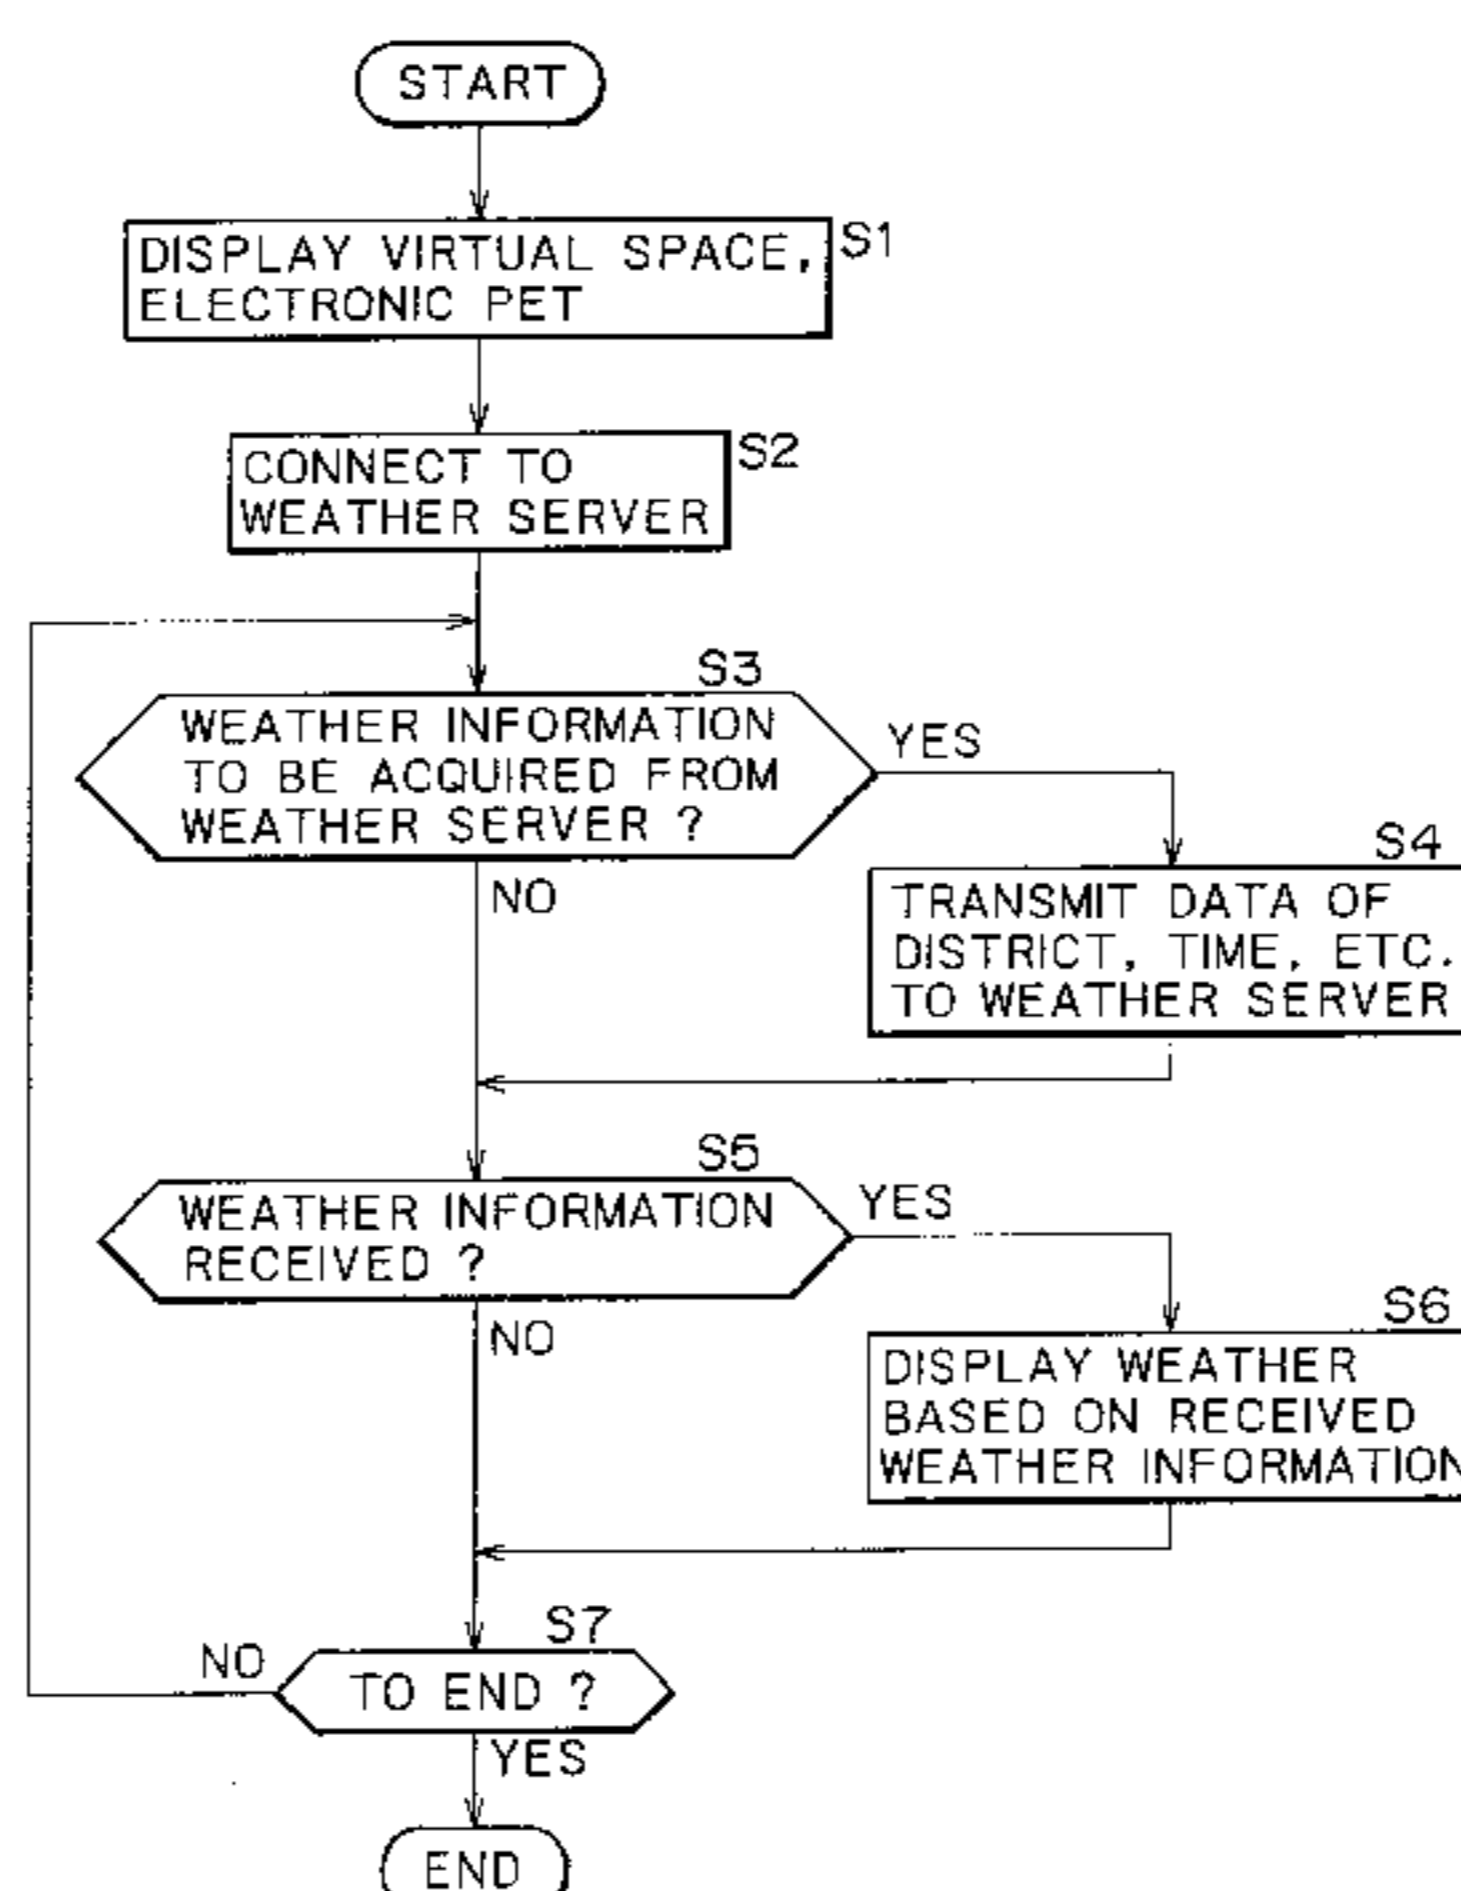 START
DISPLAY VIRTUAL SPACE,
ELECTRONIC PET
S1
CONNECT TO
WEATHER SERVER
S2
S3
WEATHER INFORMATION
TO BE ACQUIRED FROM
WEATHER SERVER ?
YES
NO
S4
TRANSMIT DATA OF
DISTRICT, TIME, ETC.
TO WEATHER SERVER
S5
WEATHER INFORMATION
RECEIVED ?
YES
NO
S6
DISPLAY WEATHER
BASED ON RECEIVED
WEATHER INFORMATION
S7
NO
TO END ?
YES
END